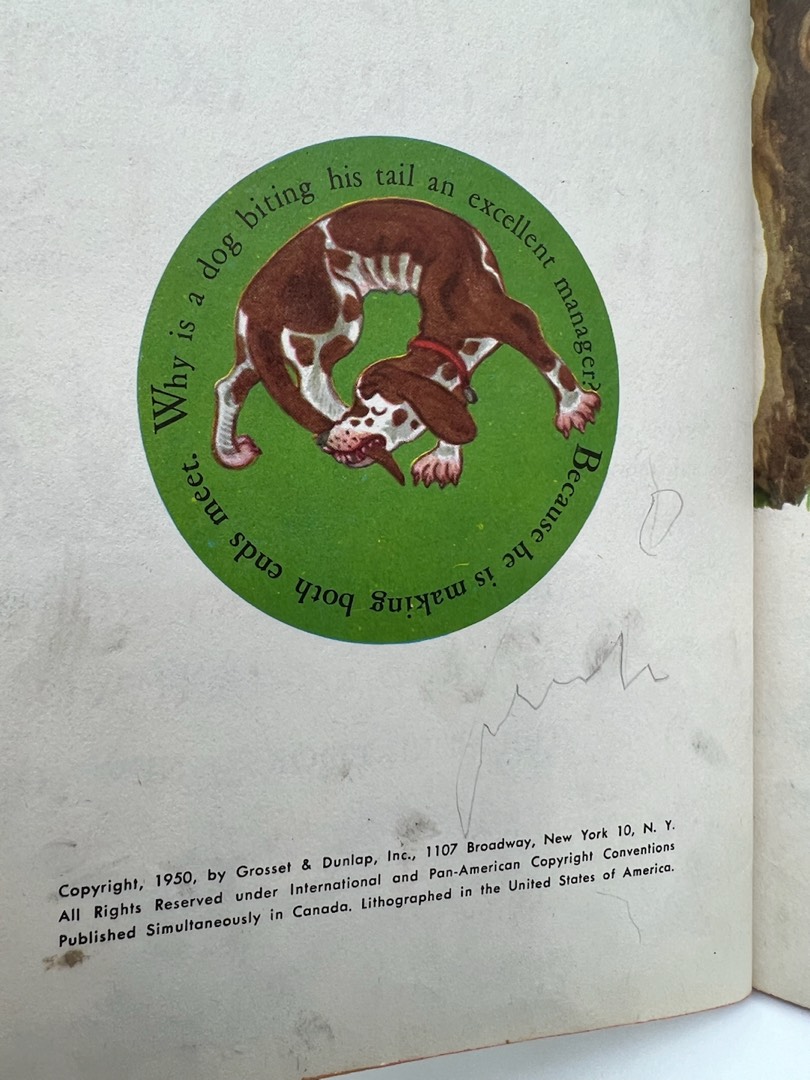 Why is a dog biting his tail an excellent manager?
Because he is making both ends meet.
Copyright, 1950, by Grosset & Dunlap, Inc., 1107 Broadway, New York 10, N. Y.
All Rights Reserved under International and Pan-American Copyright Conventions
Published Simultaneously in Canada. Lithographed in the United States of America.